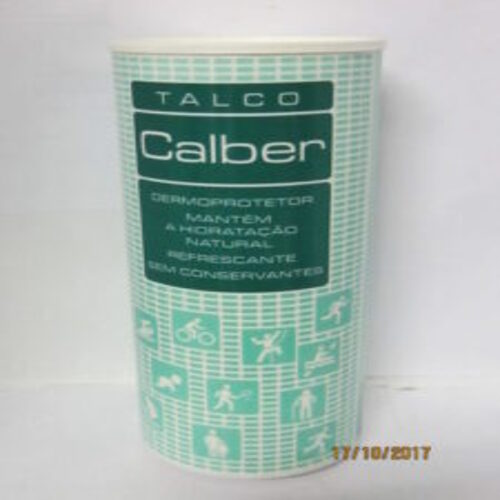 TALCO
Calber
DERMOPROTETOR
MANTÉM
A HIDRATAÇÃO
NATURAL
REFRESCANTE
SEM CONSERVANTES
17/10/2017